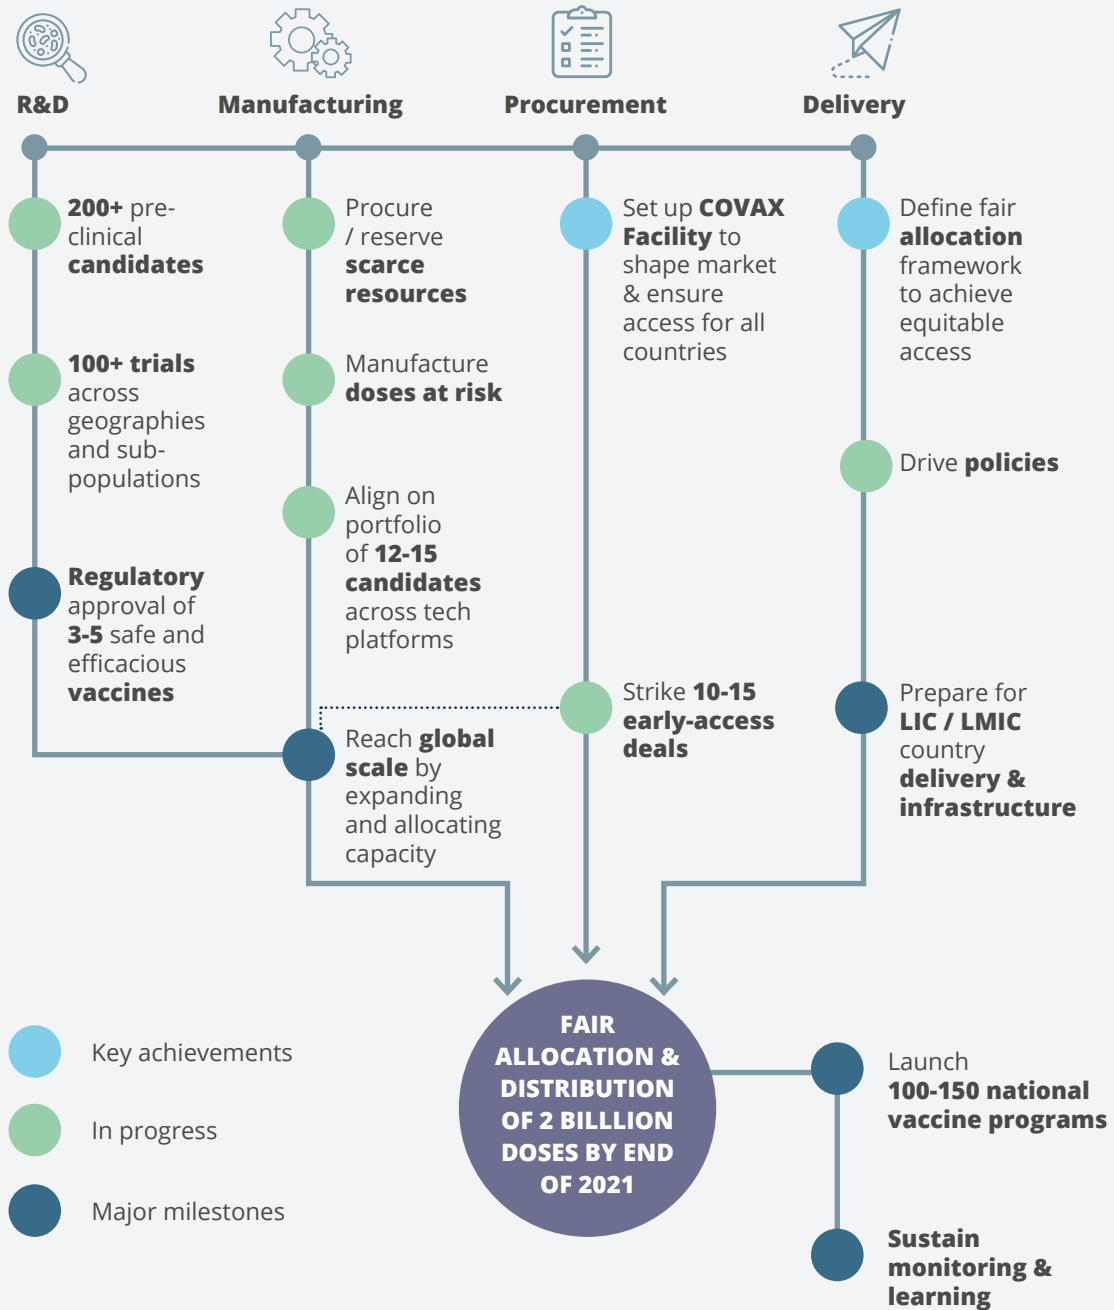 R&D
Manufacturing
Procurement
Delivery
200+ pre-
clinical
candidates
100+ trials
across
geographies
and sub-
populations
Regulatory
approval of
3-5 safe and
efficacious
vaccines
Procure
/ reserve
scarce
resources
Manufacture
doses at risk
Align on
portfolio
of 12-15
candidates
across tech
platforms
Reach global
scale by
expanding
and allocating
capacity
Set up COVAX
Facility to
shape market
& ensure
access for all
countries
Strike 10-15
early-access
deals
Define fair
allocation
framework
to achieve
equitable
access
Drive policies
Prepare for
LIC / LMIC
country
delivery &
infrastructure
FAIR
ALLOCATION &
DISTRIBUTION
OF 2 BILLLION
DOSES BY END
OF 2021
Launch
100-150 national
vaccine programs
Sustain
monitoring &
learning
Key achievements
In progress
Major milestones